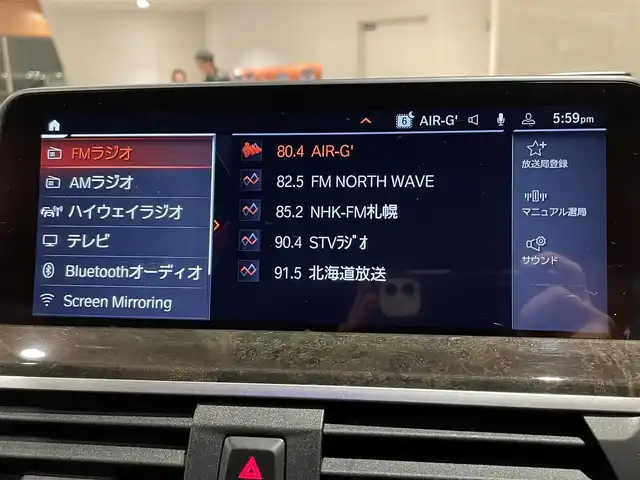 6 AIR-G' 5:59pm
FMラジオ
AMラジオ
ハイウェイラジオ
テレビ
Bluetoothオーディオ
Screen Mirroring
80.4 AIR-G'
82.5 FM NORTH WAVE
85.2 NHK-FM札幌
90.4 STVﾗｼﾞｵ
91.5 北海道放送
放送局登録
マニュアル選局
サウンド